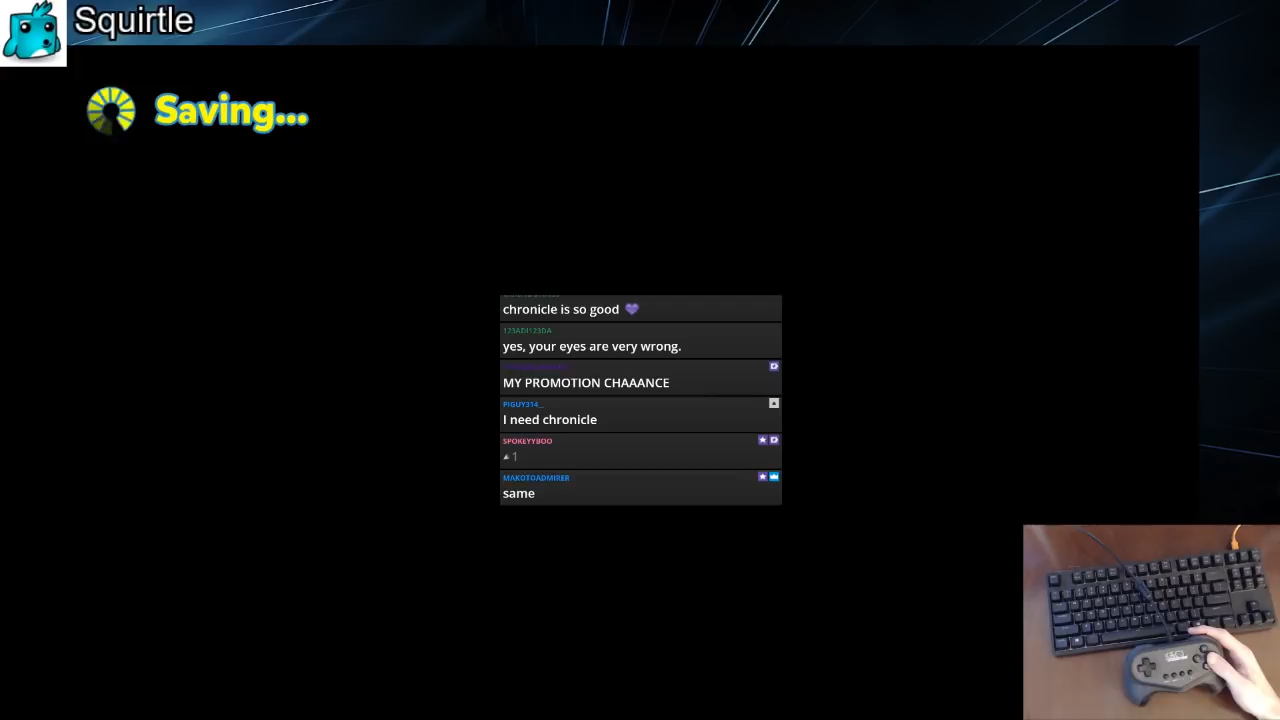 Squirtle
Saving...
chronicle is so good
123ADI123DA
yes, your eyes are very wrong.
MY PROMOTION CHAAANCE
PIGUY314_
I need chronicle
SPOKEYYBOO
1
MAKOTOADMIRER
same